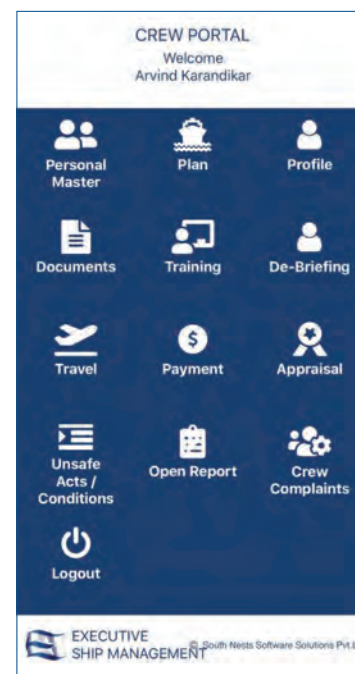 CREW PORTAL
Welcome
Arvind Karandikar
Personal Master
Plan
Profile
Documents
Training
De-Briefing
Travel
Payment
Appraisal
Unsafe Acts / Conditions
Open Report
Crew Complaints
Logout
EXECUTIVE
SHIP MANAGEMENT
© South Nests Software Solutions Pvt.L